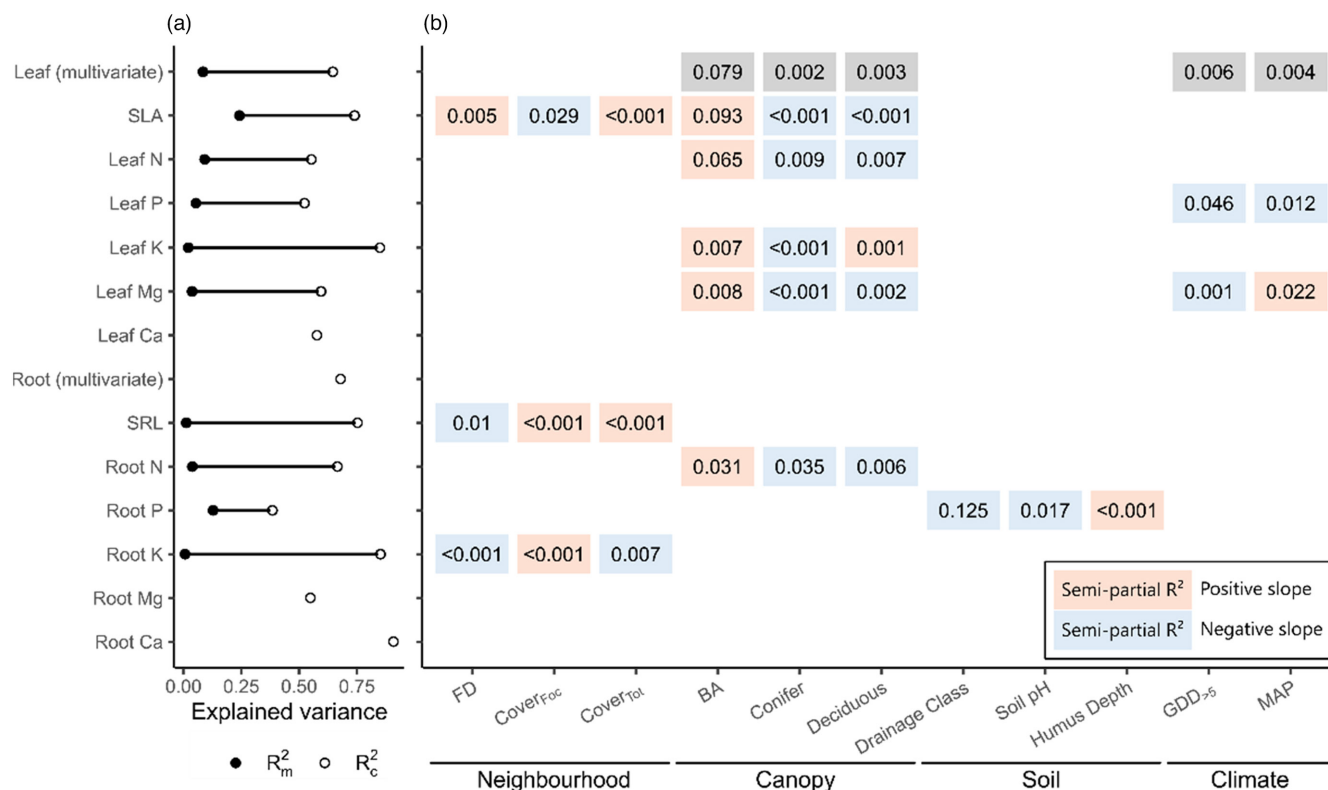 (a)
(b)
Leaf (multivariate)
0.079 0.002 0.003 0.006 0.004
SLA
0.005 0.029 <0.001 0.093 <0.001 <0.001
Leaf N
0.065 0.009 0.007
Leaf P
0.046 0.012
Leaf K
0.007 <0.001 0.001
Leaf Mg
0.008 <0.001 0.002 0.001 0.022
Leaf Ca
Root (multivariate)
SRL
0.01 <0.001 <0.001
Root N
0.031 0.035 0.006
Root P
0.125 0.017 <0.001
Root K
<0.001 <0.001 0.007
Root Mg
Root Ca
Semi-partial R² Positive slope
Semi-partial R² Negative slope
0.00 0.25 0.50 0.75
Explained variance
R²m R²c
FD
CoverFoc
CoverTot
BA
Conifer
Deciduous
Drainage Class
Soil pH
Humus Depth
GDD>5
MAP
Neighbourhood Canopy Soil Climate